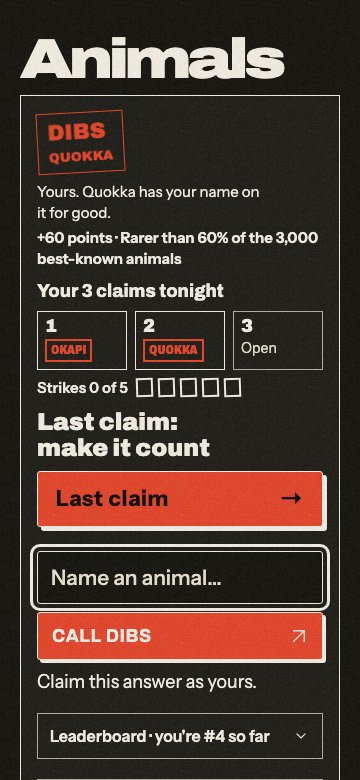 Animals
DIBS
QUOKKA
Yours. Quokka has your name on
it for good.
+60 points · Rarer than 60% of the 3,000
best-known animals
Your 3 claims tonight
1
OKAPI
2
QUOKKA
3
Open
Strikes 0 of 5
Last claim:
make it count
Last claim →
Name an animal...
CALL DIBS
Claim this answer as yours.
Leaderboard · you're #4 so far